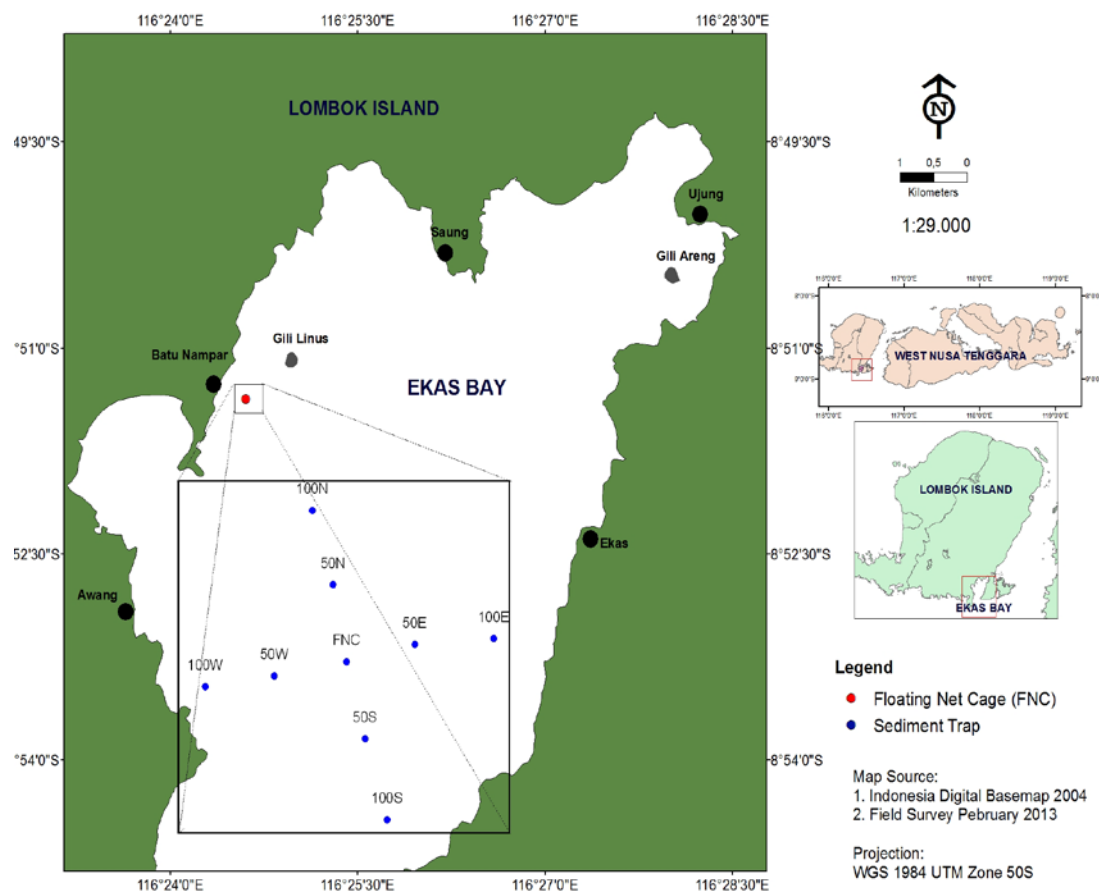 116°24'0"E 116°25'30"E 116°27'0"E 116°28'30"E
LOMBOK ISLAND
49'30"S
8°49'30"S
N
1 0,5 0
Kilometers
1:29.000
Ujung
Saung
Gili Areng
Gili Linus
°51'0"S
8°51'0"S
Batu Nampar
EKAS BAY
WEST NUSA TENGGARA
LOMBOK ISLAND
EKAS BAY
100N
52'30"S
8°52'30"S
Ekas
50N
Awang
100E
50E
FNC
50W
100W
50S
°54'0"S
8°54'0"S
100S
116°24'0"E 116°25'30"E 116°27'0"E 116°28'30"E
Legend
Floating Net Cage (FNC)
Sediment Trap
Map Source:
1. Indonesia Digital Basemap 2004
2. Field Survey Pebruary 2013
Projection:
WGS 1984 UTM Zone 50S